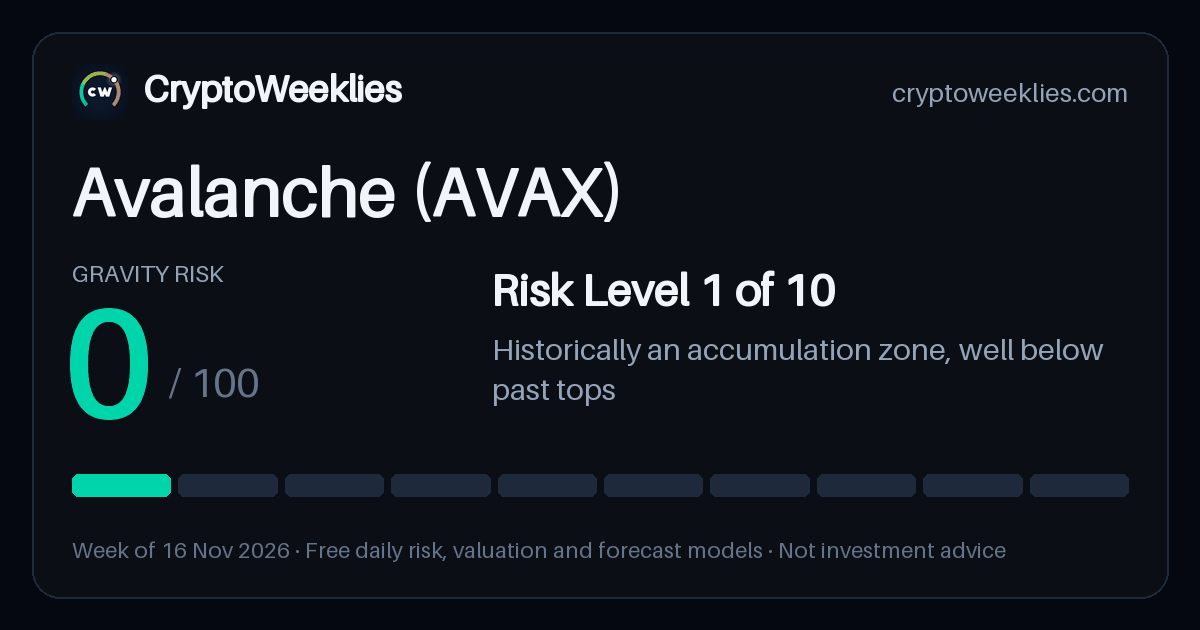 CW
CryptoWeeklies
cryptoweeklies.com
Avalanche (AVAX)
GRAVITY RISK
0 / 100
Risk Level 1 of 10
Historically an accumulation zone, well below
past tops
Week of 16 Nov 2026 · Free daily risk, valuation and forecast models · Not investment advice